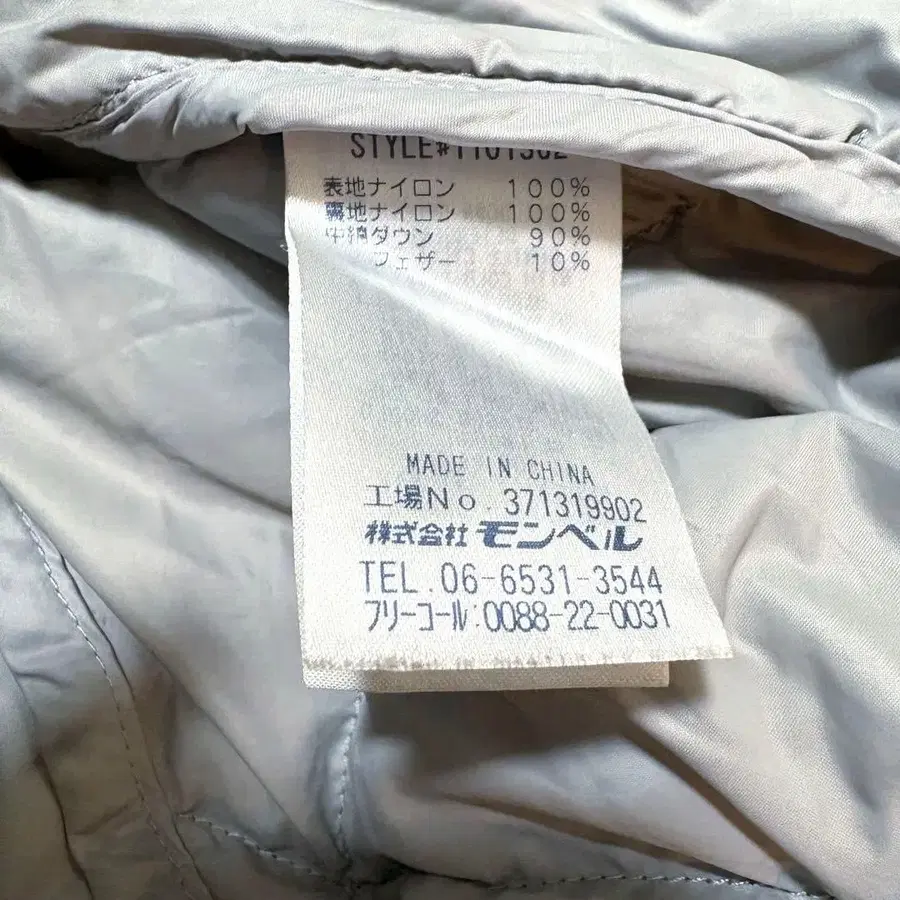 STYLE#1101302
表地ナイロン 100%
裏地ナイロン 100%
中綿ダウン 90%
フェザー 10%
MADE IN CHINA
工場No.371319902
株式会社 モンベル
TEL.06-6531-3544
フリーコール:0088-22-0031